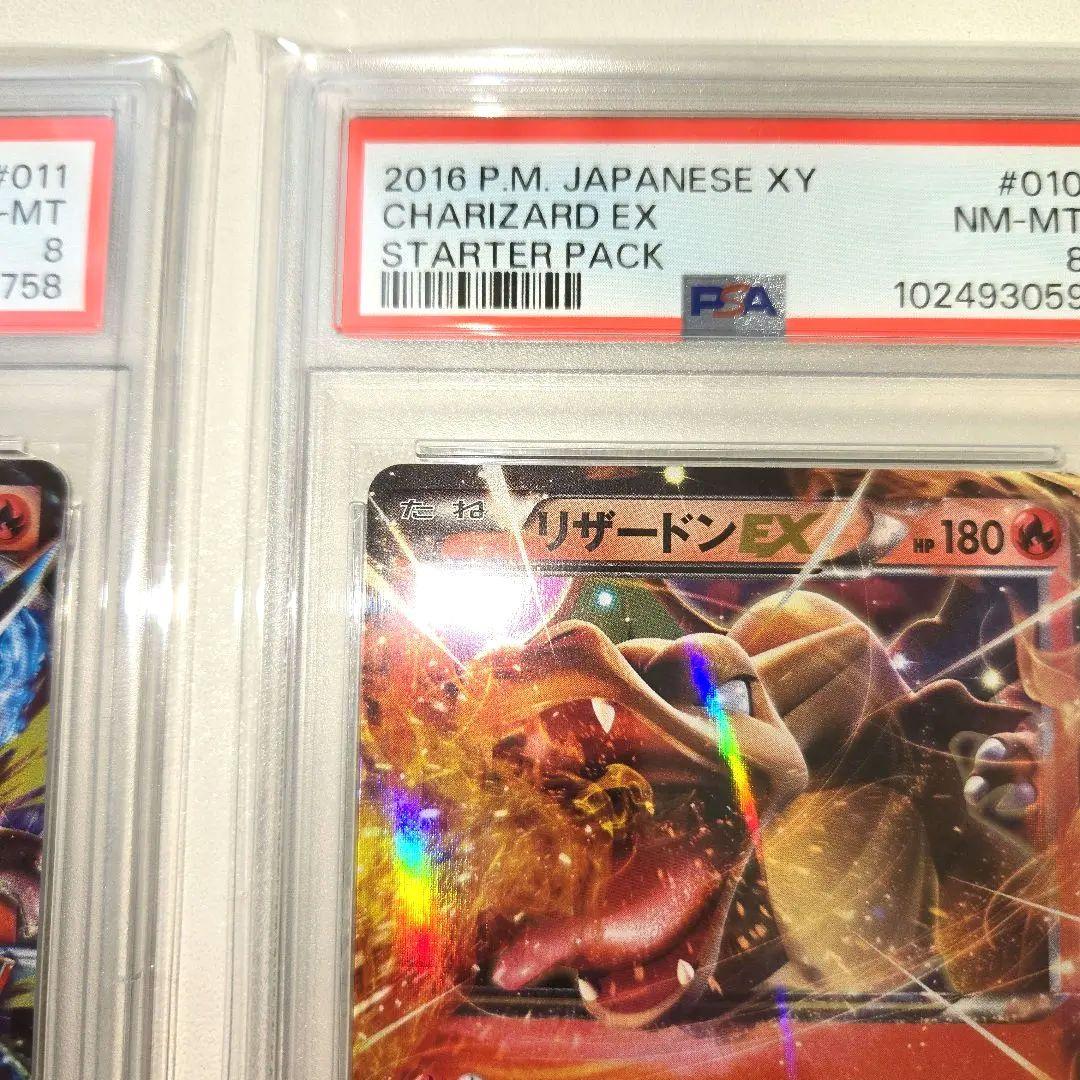 #011
-MT
8
758
2016 P.M. JAPANESE XY #010
CHARIZARD EX NM-MT
STARTER PACK 8
PSA 102493059
たね リザードンEX HP 180